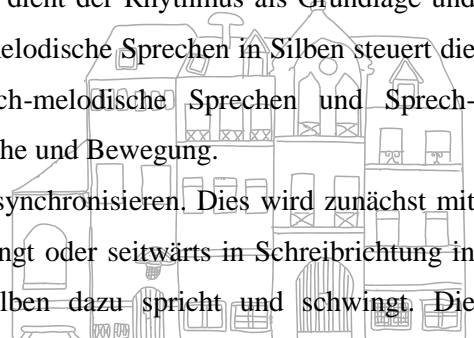 dient der Rhythmus als Grundlage und
elodische Sprechen in Silben steuert die
ch-melodische Sprechen und Sprech-
he und Bewegung.
synchronisieren. Dies wird zunächst mit
ngt oder seitwärts in Schreibrichtung in
lben dazu spricht und schwingt. Die